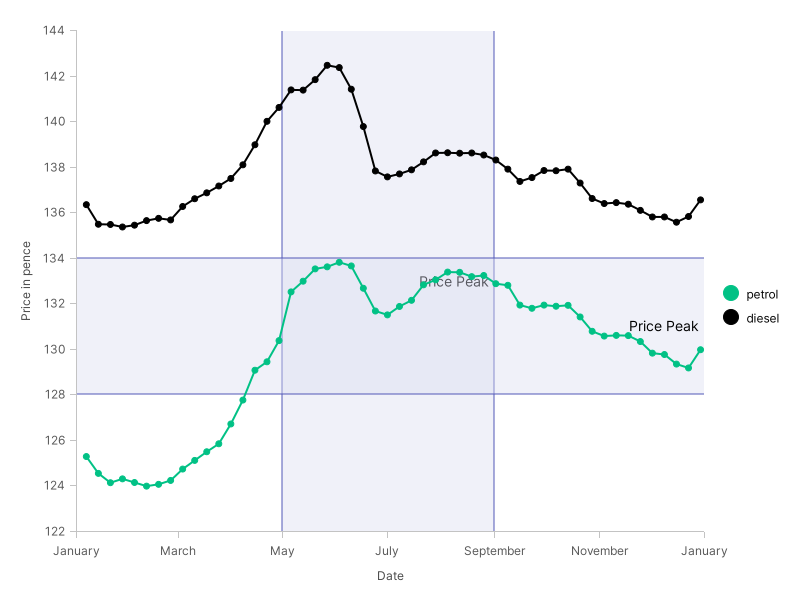 144
142
140
138
136
134
132
130
128
126
124
122
Price in pence
January
March
May
July
September
November
January
Date
Price Peak
Price Peak
petrol
diesel